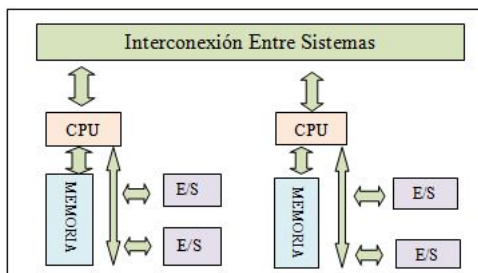 Interconexión Entre Sistemas
CPU
CPU
MEMORIA
E/S
E/S
MEMORIA
E/S
E/S